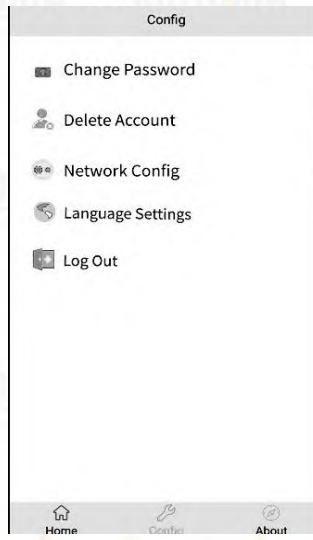 Config
Change Password
Delete Account
Network Config
Language Settings
Log Out
Home Config About